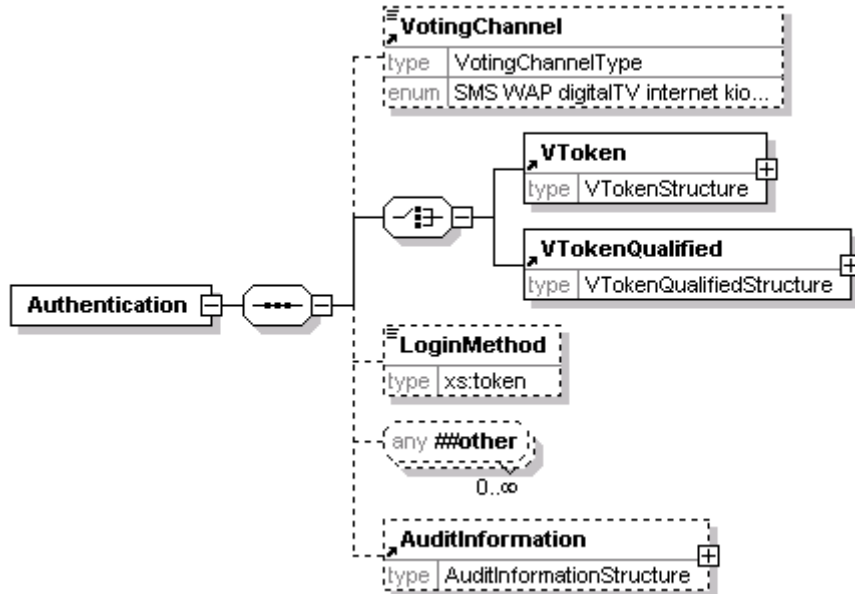 VotingChannel
type VotingChannelType
enum SMS WAP digitalTV internet kio...
VToken
type VTokenStructure
VTokenQualified
type VTokenQualifiedStructure
Authentication
LoginMethod
type xs:token
any ##other
0..∞
AuditInformation
type AuditInformationStructure